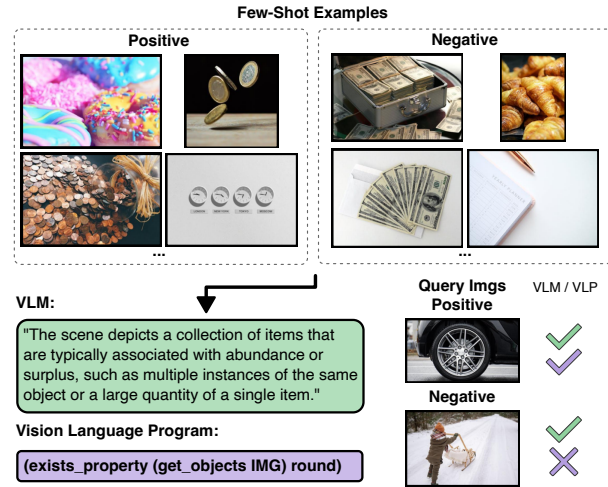 Few-Shot Examples
Positive
Negative
...
...
VLM:
"The scene depicts a collection of items that
are typically associated with abundance or
surplus, such as multiple instances of the same
object or a large quantity of a single item."
Vision Language Program:
(exists_property (get_objects IMG) round)
Query Imgs
Positive
VLM / VLP
Negative